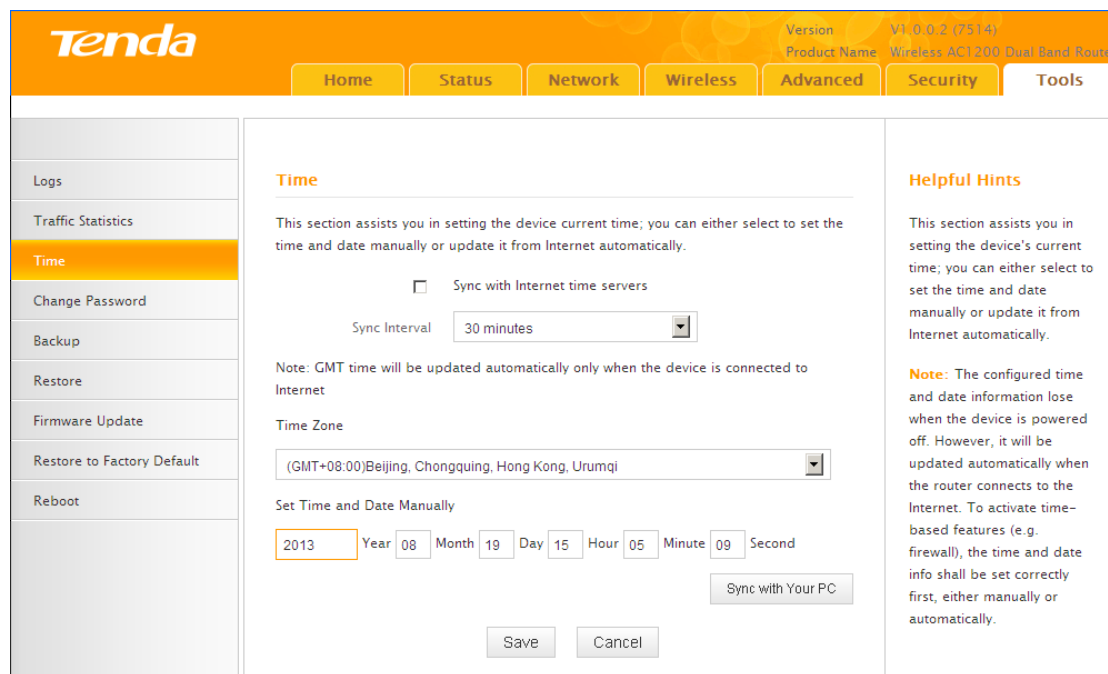 Tenda
Version V1.0.0.2 (7514)
Product Name Wireless AC1200 Dual Band Route
Home Status Network Wireless Advanced Security Tools
Logs
Traffic Statistics
Time
Change Password
Backup
Restore
Firmware Update
Restore to Factory Default
Reboot
Time
This section assists you in setting the device current time; you can either select to set the
time and date manually or update it from Internet automatically.
Sync with Internet time servers
Sync Interval 30 minutes
Note: GMT time will be updated automatically only when the device is connected to
Internet
Time Zone
(GMT+08:00)Beijing, Chongquing, Hong Kong, Urumqi
Set Time and Date Manually
2013 Year 08 Month 19 Day 15 Hour 05 Minute 09 Second
Sync with Your PC
Save Cancel
Helpful Hints
This section assists you in
setting the device's current
time; you can either select to
set the time and date
manually or update it from
Internet automatically.
Note: The configured time
and date information lose
when the device is powered
off. However, it will be
updated automatically when
the router connects to the
Internet. To activate time-
based features (e.g.
firewall), the time and date
info shall be set correctly
first, either manually or
automatically.